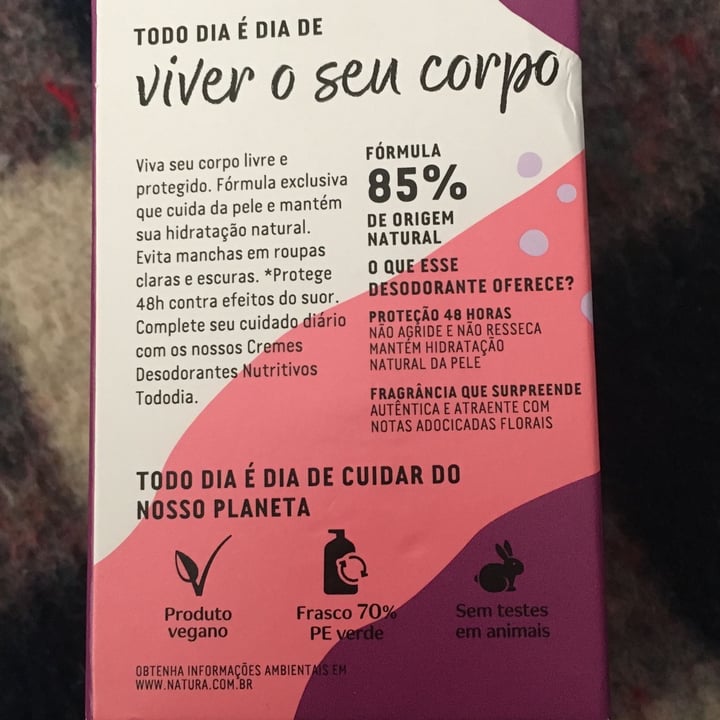 TODO DIA É DIA DE
viver o seu corpo
Viva seu corpo livre e
protegido. Fórmula exclusiva
que cuida da pele e mantém
sua hidratação natural.
Evita manchas em roupas
claras e escuras. *Protege
48h contra efeitos do suor.
Complete seu cuidado diário
com os nossos Cremes
Desodorantes Nutritivos
Tododia.
FÓRMULA
85%
DE ORIGEM
NATURAL
O QUE ESSE
DESODORANTE OFERECE?
PROTEÇÃO 48 HORAS
NÃO AGRIDE E NÃO RESSECA
MANTÉM HIDRATAÇÃO
NATURAL DA PELE
FRAGRÂNCIA QUE SURPREENDE
AUTÊNTICA E ATRAENTE COM
NOTAS ADOCICADAS FLORAIS
TODO DIA É DIA DE CUIDAR DO
NOSSO PLANETA
Produto
vegano
Frasco 70%
PE verde
Sem testes
em animais
OBTENHA INFORMAÇÕES AMBIENTAIS EM
WWW.NATURA.COM.BR